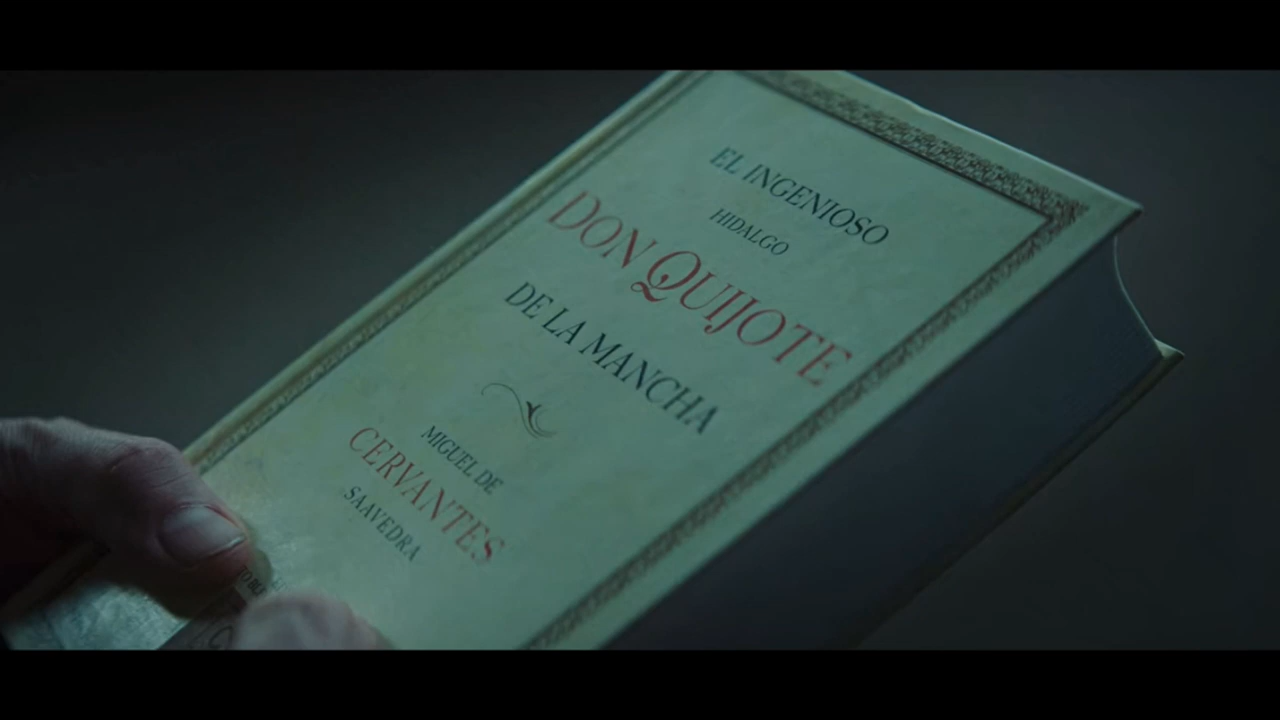 EL INGENIOSO
HIDALGO
DON QUIJOTE
DE LA MANCHA
MIGUEL DE
CERVANTES
SAAVEDRA